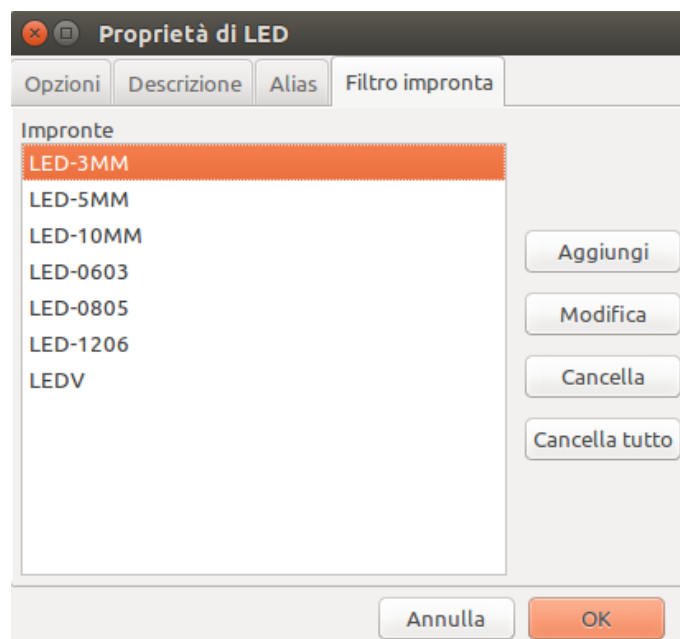 Proprietà di LED
Opzioni Descrizione Alias Filtro impronta
Impronte
LED-3MM
LED-5MM
LED-10MM
LED-0603
LED-0805
LED-1206
LEDV
Aggiungi
Modifica
Cancella
Cancella tutto
Annulla OK